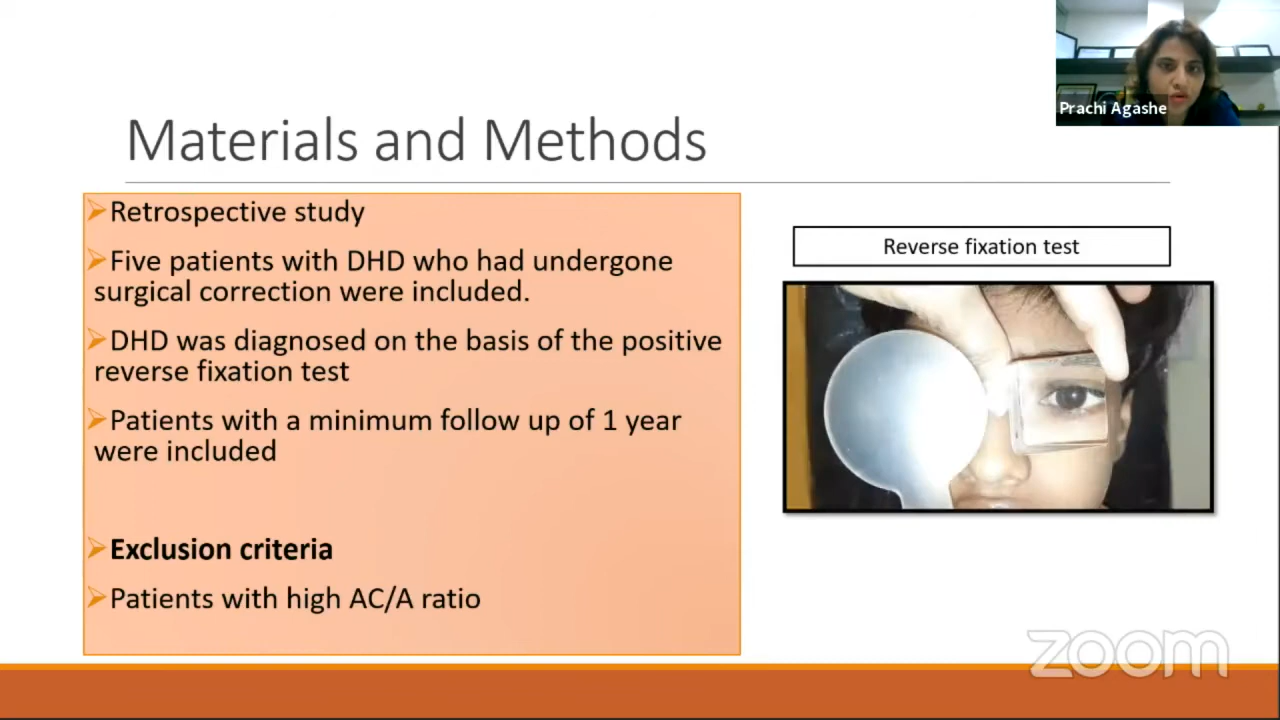 Prachi Agashe
Materials and Methods
➢Retrospective study
➢Five patients with DHD who had undergone
surgical correction were included.
➢DHD was diagnosed on the basis of the positive
reverse fixation test
➢Patients with a minimum follow up of 1 year
were included
➢Exclusion criteria
➢Patients with high AC/A ratio
Reverse fixation test
zoom